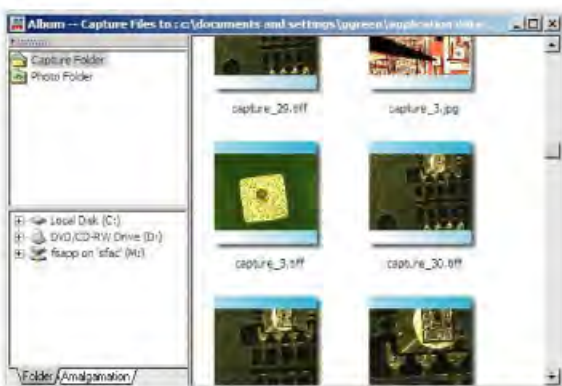 Album -- Capture Files to : c:\documents and settings\ggreen\application data
Capture Folder
Photo Folder
capture_29.tiff
capture_3.jpg
capture_3.tiff
capture_30.tiff
Local Disk (C:)
DVD/CD-RW Drive (D:)
fsapp on 'sfac' (M:)
Folder
Amalgamation